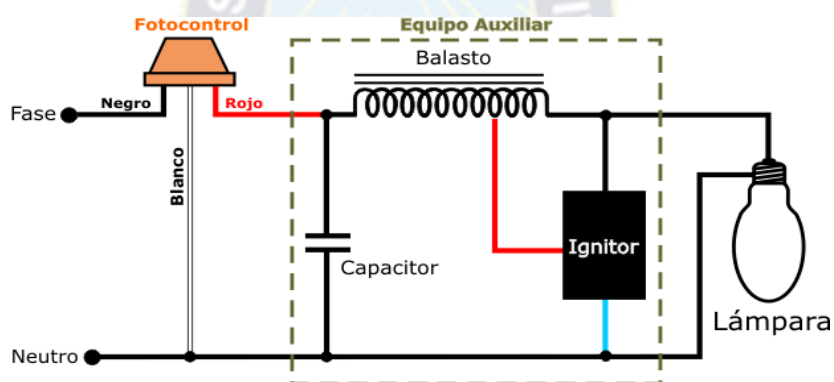 Fotocontrol
Equipo Auxiliar
Balasto
Fase
Negro
Rojo
Blanco
Capacitor
Ignitor
Lámpara
Neutro